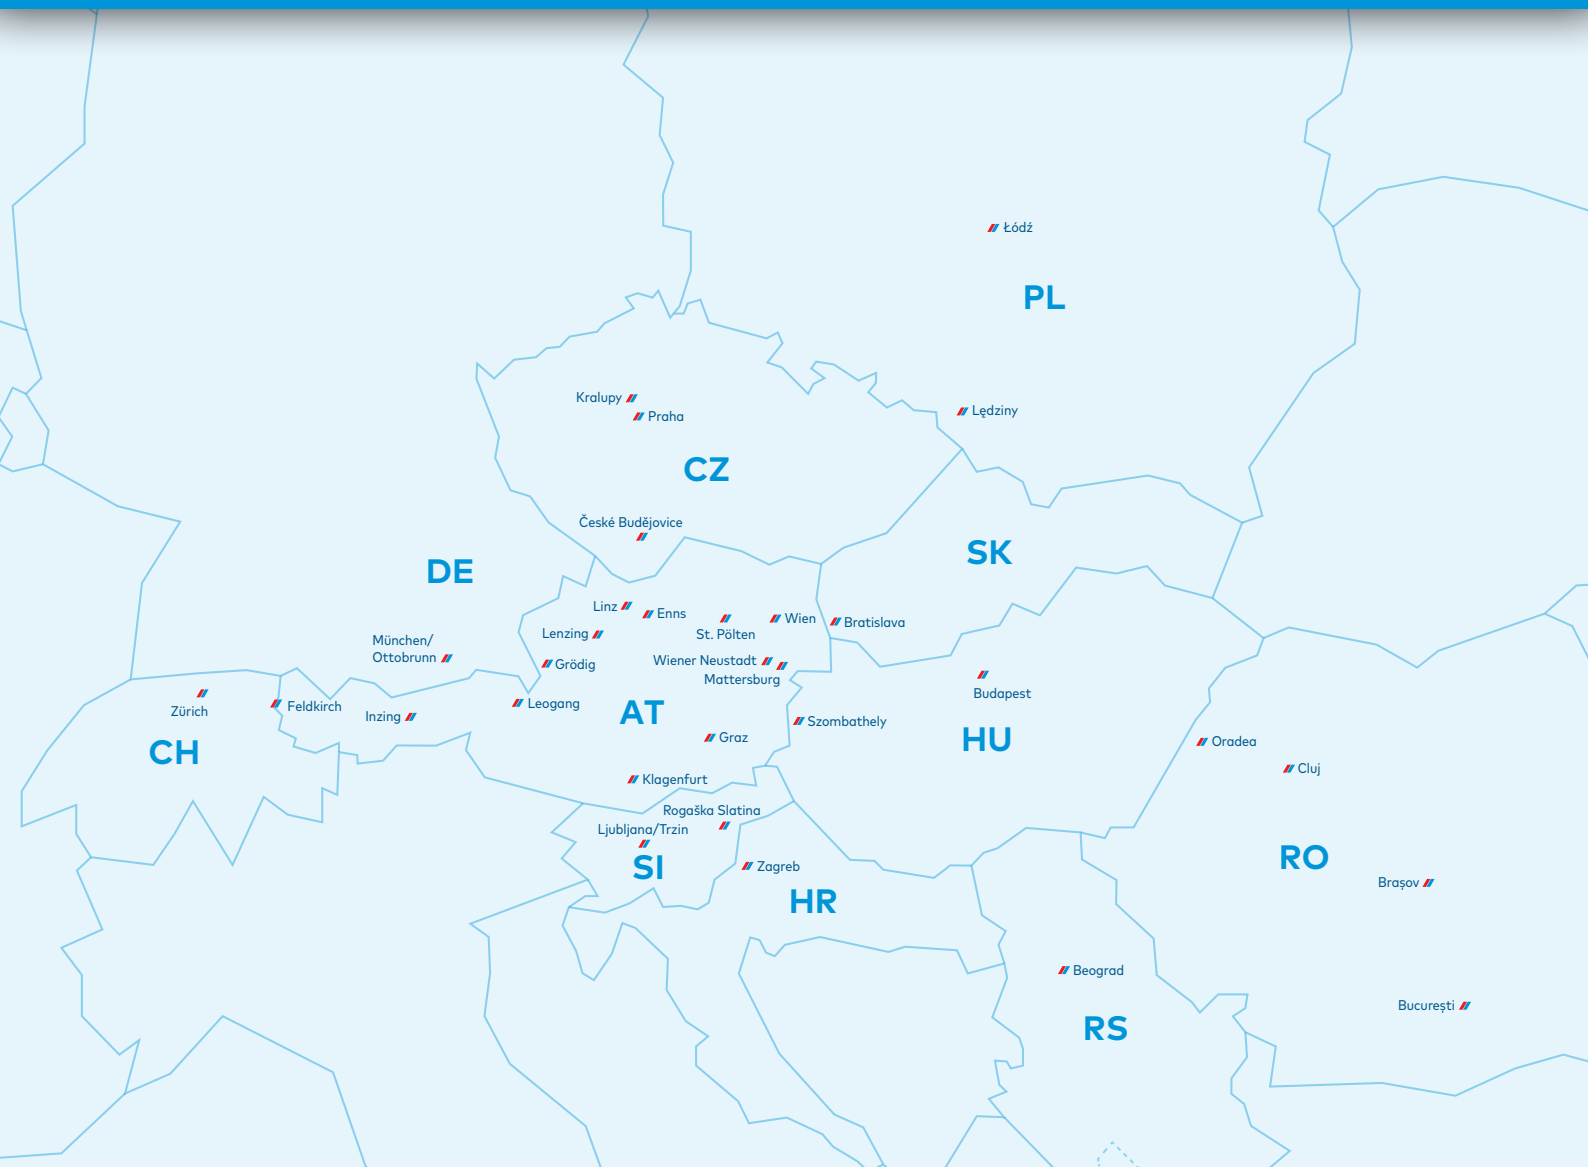 Łódź
PL
Kralupy
Praha
Lędziny
CZ
České Budějovice
SK
DE
Linz
Enns
Wien
Bratislava
St. Pölten
Lenzing
München/
Ottobrunn
Grödig
Wiener Neustadt
Mattersburg
Budapest
Zürich
Feldkirch
Inzing
Leogang
AT
Szombathely
HU
Oradea
Graz
CH
Cluj
Klagenfurt
Rogaška Slatina
Ljubljana/Trzin
SI
Zagreb
HR
RO
Brașov
Beograd
București
RS